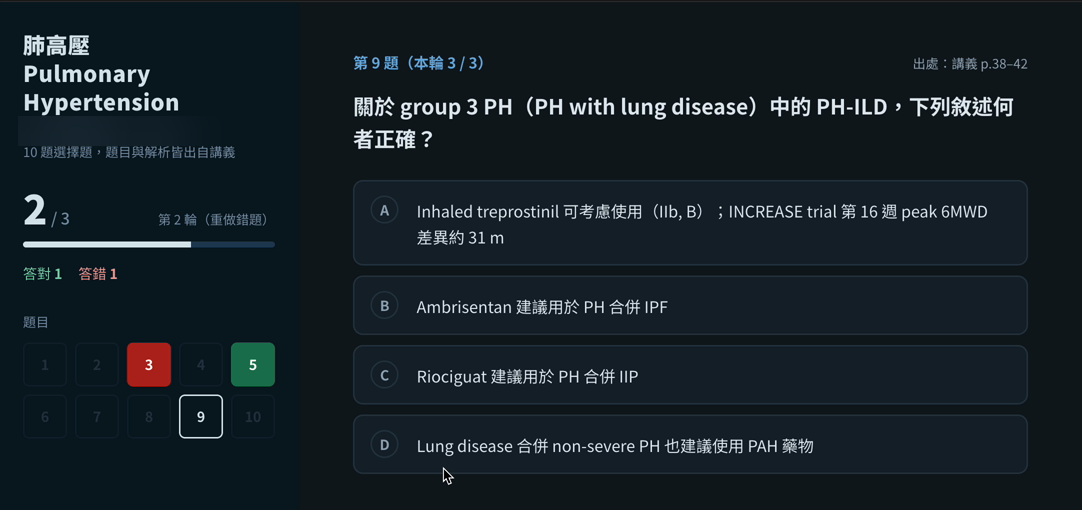 肺高壓
Pulmonary
Hypertension
10 題選擇題，題目與解析皆出自講義
2 / 3
第 2 輪（重做錯題）
答對 1 答錯 1
題目
1 2 3 4 5
6 7 8 9 10
第 9 題（本輪 3 / 3）
出處：講義 p.38–42
關於 group 3 PH（PH with lung disease）中的 PH-ILD，下列敘述何
者正確？
A
Inhaled treprostinil 可考慮使用（IIb, B）；INCREASE trial 第 16 週 peak 6MWD
差異約 31 m
B
Ambrisentan 建議用於 PH 合併 IPF
C
Riociguat 建議用於 PH 合併 IIP
D
Lung disease 合併 non-severe PH 也建議使用 PAH 藥物